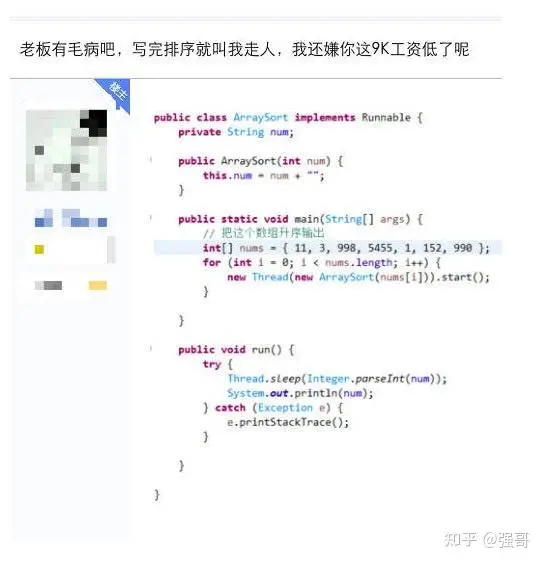 老板有毛病吧，写完排序就叫我走人，我还嫌你这9K工资低了呢
楼主
public class ArraySort implements Runnable {
private String num;
public ArraySort(int num) {
this.num = num + "";
}
public static void main(String[] args) {
// 把这个数组升序输出
int[] nums = { 11, 3, 998, 5455, 1, 152, 990 };
for (int i = 0; i < nums.length; i++) {
new Thread(new ArraySort(nums[i])).start();
}
}
public void run() {
try {
Thread.sleep(Integer.parseInt(num));
System.out.println(num);
} catch (Exception e) {
e.printStackTrace();
}
}
}
知乎 @强哥